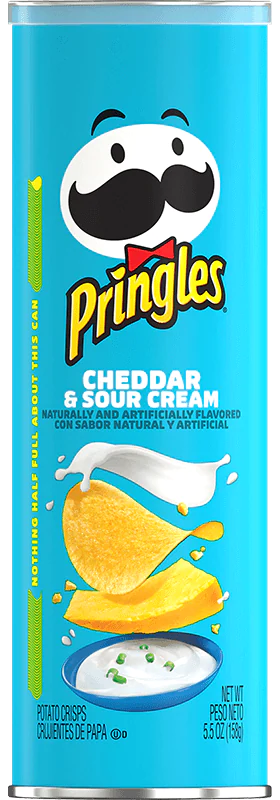 Pringles
CHEDDAR
& SOUR CREAM
NATURALLY AND ARTIFICIALLY FLAVORED
CON SABOR NATURAL Y ARTIFICIAL
NOTHING HALF FULL ABOUT THIS CAN
POTATO CRISPS
CRUJIENTES DE PAPA Ⓤ D
NET WT
PESO NETO
5.5 OZ (158g)